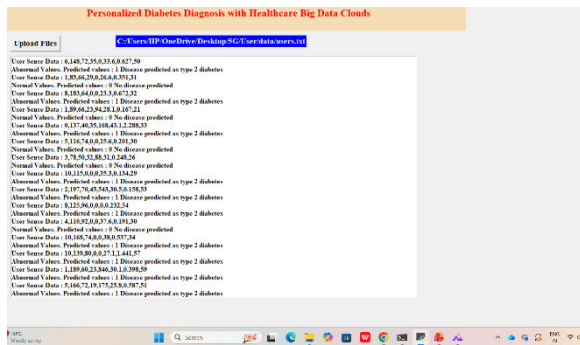 Personalized Diabetes Diagnosis with Healthcare Big Data Clouds
Upload Files
C:/Users/HP/OneDrive/Desktop/SG/User/data/users.txt
User Sense Data : 6,148,72,35,0,33.6,0.627,50
Abnormal Values. Predicted values : 1 Disease predicted as type 2 diabetes
User Sense Data : 1,85,66,29,0,26.6,0.351,31
Normal Values. Predicted values : 0 No disease predicted
User Sense Data : 8,183,64,0,0,23.3,0.672,32
Abnormal Values. Predicted values : 1 Disease predicted as type 2 diabetes
User Sense Data : 1,89,66,23,94,28.1,0.167,21
Normal Values. Predicted values : 0 No disease predicted
User Sense Data : 0,137,40,35,168,43.1,2.288,33
Abnormal Values. Predicted values : 1 Disease predicted as type 2 diabetes
User Sense Data : 5,116,74,0,0,25.6,0.201,30
Normal Values. Predicted values : 0 No disease predicted
User Sense Data : 3,78,50,32,88,31,0.248,26
Normal Values. Predicted values : 0 No disease predicted
User Sense Data : 10,115,0,0,0,35.3,0.134,29
Abnormal Values. Predicted values : 1 Disease predicted as type 2 diabetes
User Sense Data : 2,197,70,45,543,30.5,0.158,53
Abnormal Values. Predicted values : 1 Disease predicted as type 2 diabetes
User Sense Data : 8,125,96,0,0,0,0.232,54
Abnormal Values. Predicted values : 1 Disease predicted as type 2 diabetes
User Sense Data : 4,110,92,0,0,37.6,0.191,30
Normal Values. Predicted values : 0 No disease predicted
User Sense Data : 10,168,74,0,0,38,0.537,34
Abnormal Values. Predicted values : 1 Disease predicted as type 2 diabetes
User Sense Data : 10,139,80,0,0,27.1,1.441,57
Abnormal Values. Predicted values : 1 Disease predicted as type 2 diabetes
User Sense Data : 1,189,60,23,846,30.1,0.398,59
Abnormal Values. Predicted values : 1 Disease predicted as type 2 diabetes
User Sense Data : 5,166,72,19,175,25.8,0.587,51
Abnormal Values. Predicted values : 1 Disease predicted as type 2 diabetes
Mostly sunny
Search
ENG
IN